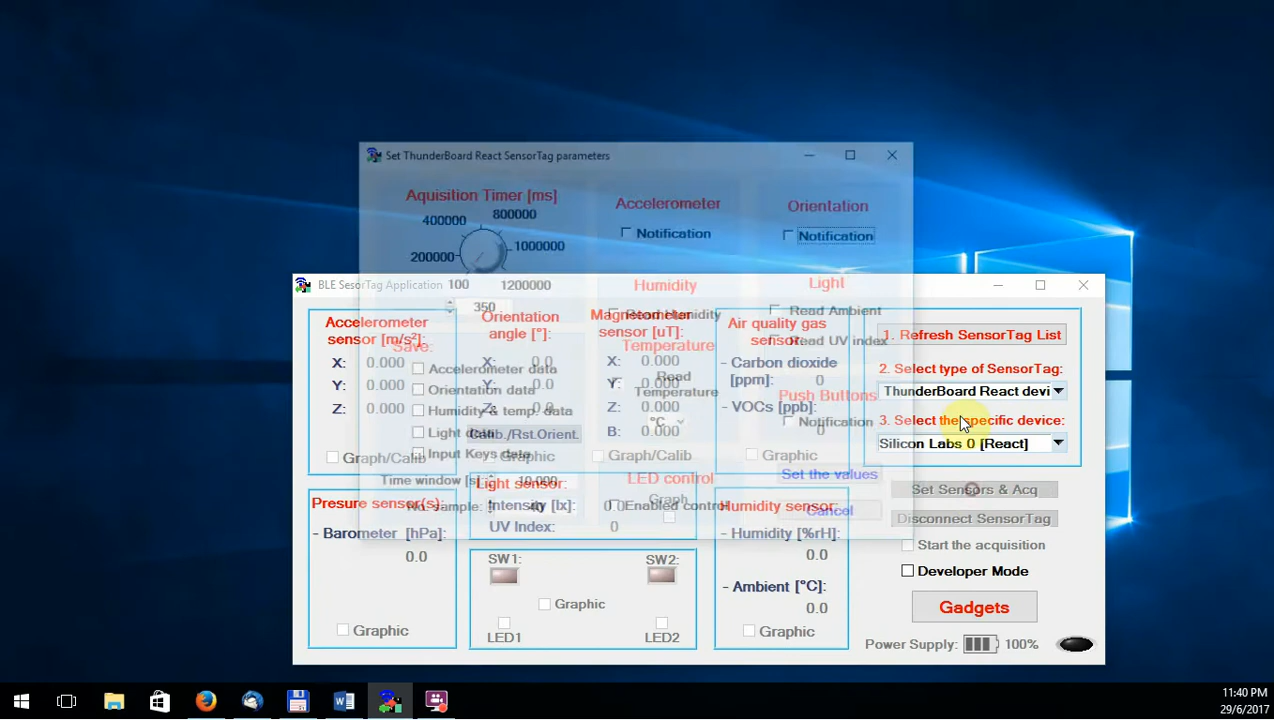 Set ThunderBoard React SensorTag parameters
Aquisition Timer [ms]
400000
800000
200000
1000000
100
1200000
350
Accelerometer
Notification
Orientation
Notification
Humidity
Read Humidity
Temperature
Read
Temperature
°C
Light
Read Ambient
Read UV index
Push Buttons
Notification
LED control
Enabled control
Set the values
Cancel
Save:
Accelerometer data
Orientation data
Humidity & temp. data
Light data
Input Keys data
Time window [s]
10.000
No. sample:
BLE SesorTag Application
Accelerometer
sensor [m/s²]:
X: 0.000
Y: 0.000
Z: 0.000
Graph/Calib
Orientation
angle [°]:
X: 0.0
Y: 0.0
Z: 0.0
Calib./Rst.Orient.
Graphic
Magnetometer
sensor [uT]:
X: 0.000
Y: 0.000
Z: 0.000
B: 0.000
Graph/Calib
Air quality gas
sensor:
- Carbon dioxide
[ppm]: 0
- VOCs [ppb]:
0
Graphic
1. Refresh SensorTag List
2. Select type of SensorTag:
ThunderBoard React devi
3. Select the specific device:
Silicon Labs 0 [React]
Set Sensors & Acq
Disconnect SensorTag
Start the acquisition
Developer Mode
Gadgets
Power Supply: 100%
Presure sensor(s):
- Barometer [hPa]:
0.0
Graphic
Light sensor:
Intensity [lx]: 0.0
UV Index: 0
Graph
SW1:
SW2:
Graphic
LED1
LED2
Humidity sensor:
- Humidity [%rH]
0.0
- Ambient [°C]
0.0
Graphic
11:40 PM
29/6/2017